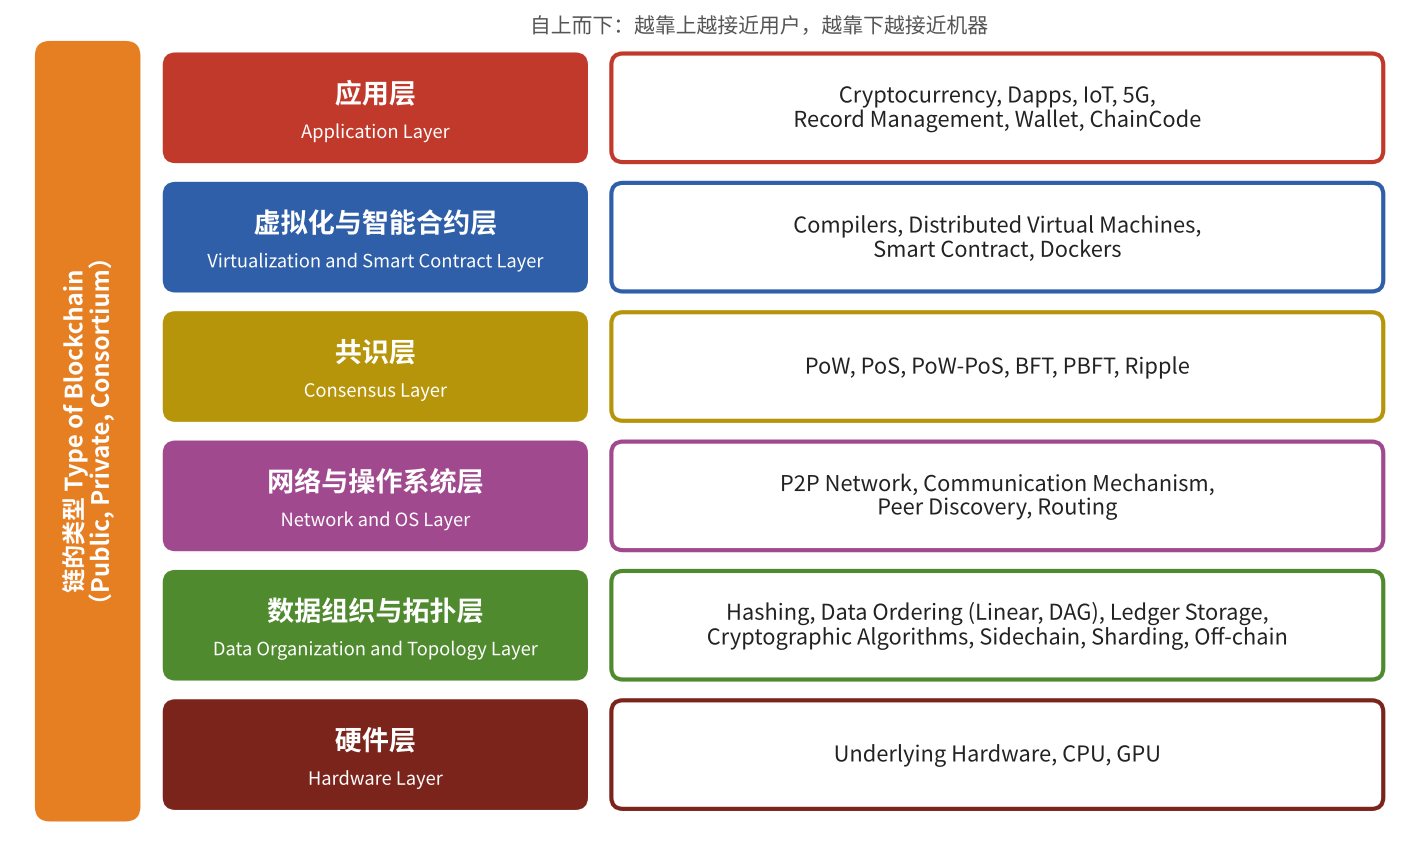 自上而下：越靠上越接近用户，越靠下越接近机器
链的类型 Type of Blockchain
(Public, Private, Consortium)
应用层
Application Layer
Cryptocurrency, Dapps, IoT, 5G,
Record Management, Wallet, ChainCode
虚拟化与智能合约层
Virtualization and Smart Contract Layer
Compilers, Distributed Virtual Machines,
Smart Contract, Dockers
共识层
Consensus Layer
PoW, PoS, PoW-PoS, BFT, PBFT, Ripple
网络与操作系统层
Network and OS Layer
P2P Network, Communication Mechanism,
Peer Discovery, Routing
数据组织与拓扑层
Data Organization and Topology Layer
Hashing, Data Ordering (Linear, DAG), Ledger Storage,
Cryptographic Algorithms, Sidechain, Sharding, Off-chain
硬件层
Hardware Layer
Underlying Hardware, CPU, GPU